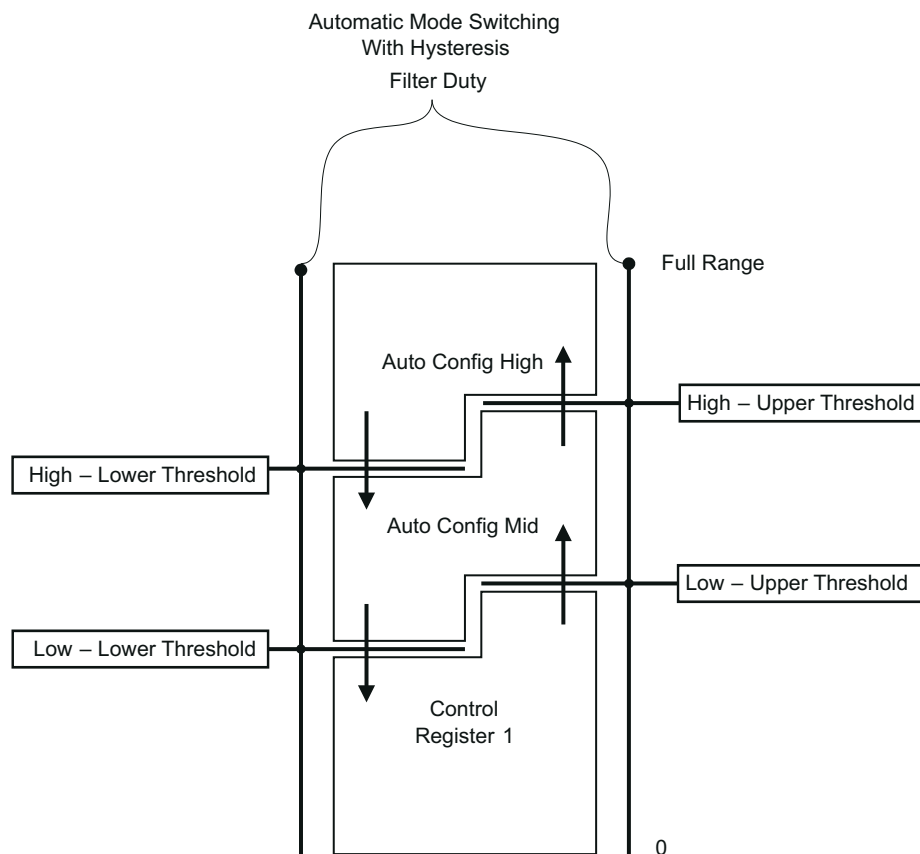 Automatic Mode Switching
With Hysteresis
Filter Duty
Full Range
Auto Config High
High – Upper Threshold
High – Lower Threshold
Auto Config Mid
Low – Upper Threshold
Low – Lower Threshold
Control
Register 1
0